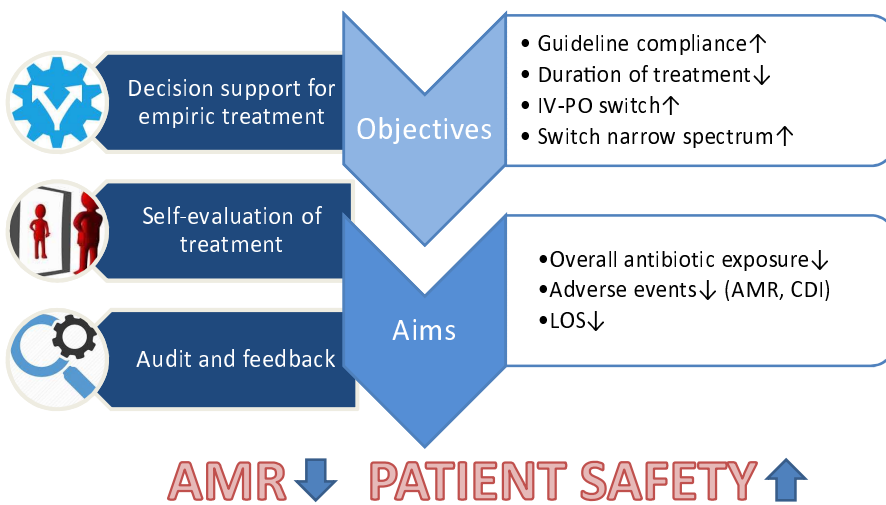 Decision support for
empiric treatment
Self-evaluation of
treatment
Audit and feedback
Objectives
• Guideline compliance↑
• Duration of treatment↓
• IV-PO switch↑
• Switch narrow spectrum↑
Aims
•Overall antibiotic exposure↓
•Adverse events↓ (AMR, CDI)
•LOS↓
AMR PATIENT SAFETY